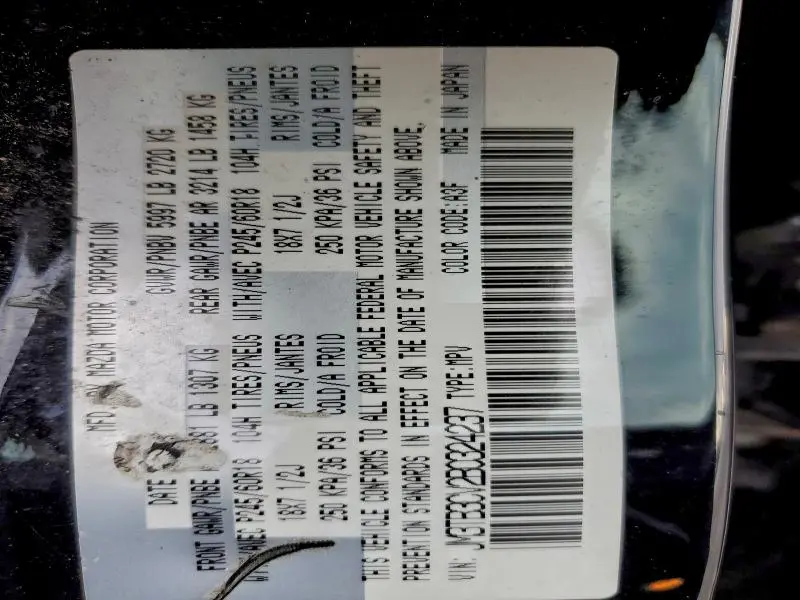 MFD BY MAZDA MOTOR CORPORATION
DATE GVWR/PNBV 5997 LB 2720 KG
FRONT GAWR/PNBE 2881 LB 1307 KG REAR GAWR/PNBE AR 3214 LB 1458 KG
WITH/AVEC P245/60R18 104H TIRES/PNEUS WITH/AVEC P245/60R18 104H TIRES/PNEUS
18X7 1/2J RIMS/JANTES 18X7 1/2J RIMS/JANTES
250 KPA/36 PSI COLD/A FROID 250 KPA/36 PSI COLD/A FROID
THIS VEHICLE CONFORMS TO ALL APPLICABLE FEDERAL MOTOR VEHICLE SAFETY AND THEFT
PREVENTION STANDARDS IN EFFECT ON THE DATE OF MANUFACTURE SHOWN ABOVE.
VIN: JM3TB3CV2B0324237 TYPE:MPV COLOR CODE:A3F MADE IN JAPAN